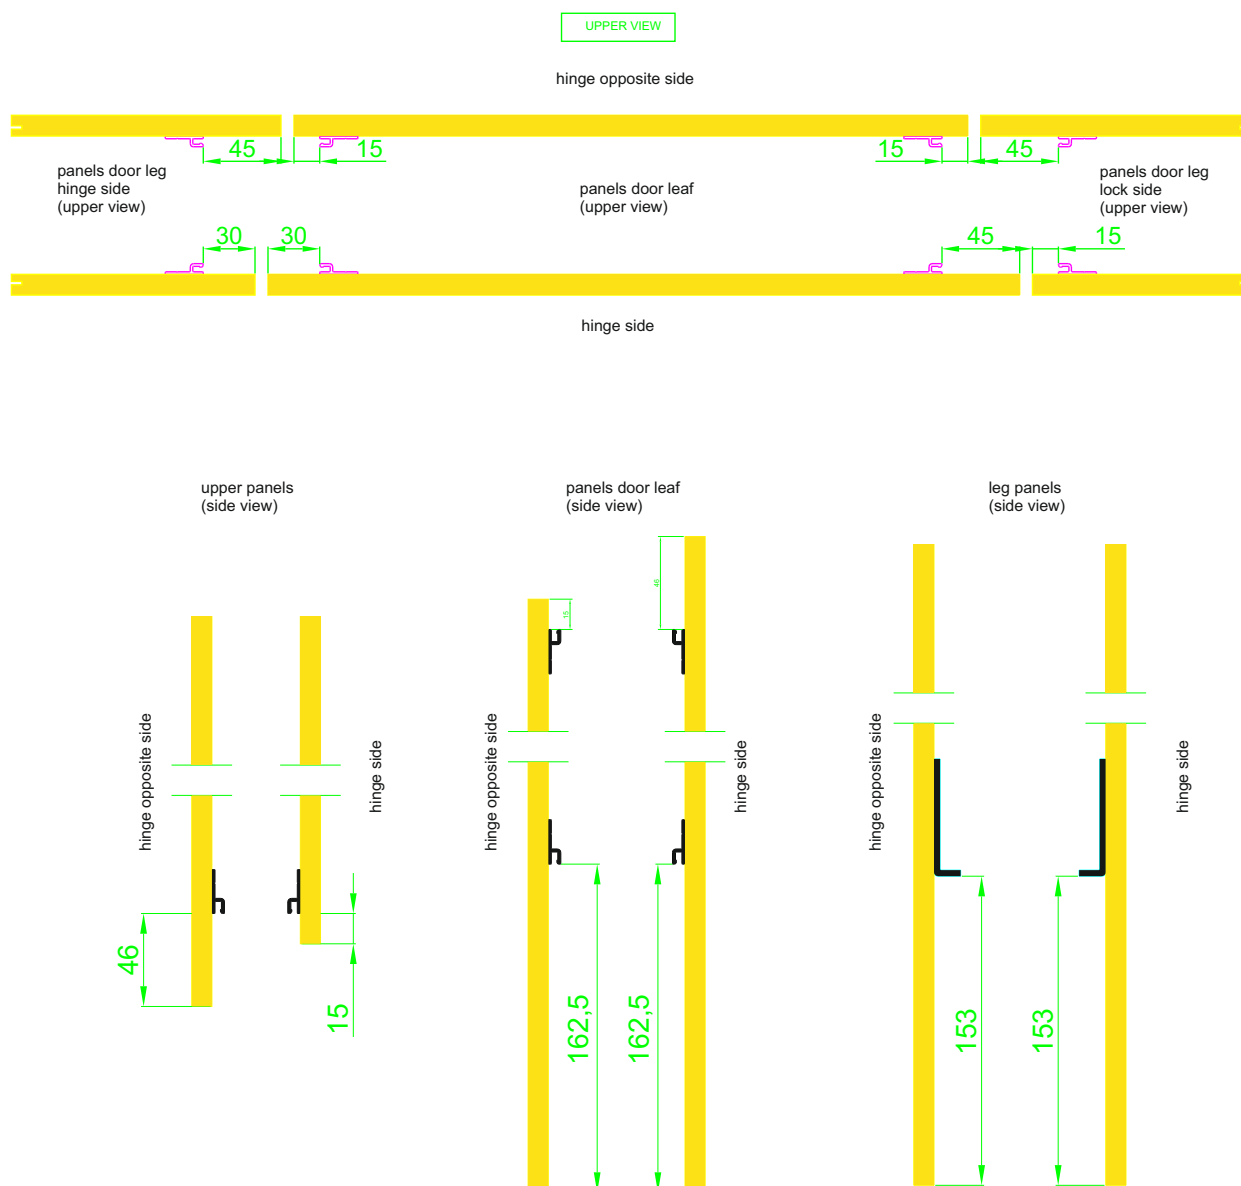 UPPER VIEW
hinge opposite side
45
15
15
45
panels door leg
hinge side
(upper view)
panels door leaf
(upper view)
panels door leg
lock side
(upper view)
30
30
45
15
hinge side
upper panels
(side view)
panels door leaf
(side view)
leg panels
(side view)
hinge opposite side
hinge side
46
15
15
46
hinge opposite side
hinge side
162,5
162,5
hinge opposite side
hinge side
153
153